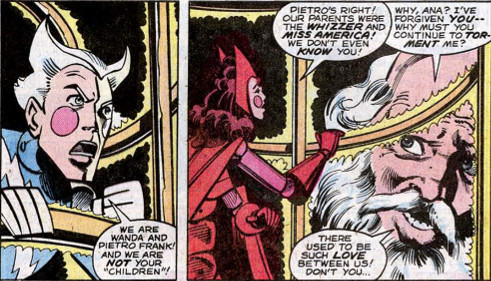 WE ARE
WANDA AND
PIETRO FRANK!
AND WE ARE
NOT YOUR
"CHILDREN"!
PIETRO'S RIGHT!
OUR PARENTS WERE
THE WHIZZER AND
MISS AMERICA!
WE DON'T EVEN
KNOW YOU!
WHY, ANA? I'VE
FORGIVEN YOU--
WHY MUST YOU
CONTINUE TO TOR-
MENT ME?
THERE
USED TO BE
SUCH LOVE
BETWEEN US!
DON'T YOU...